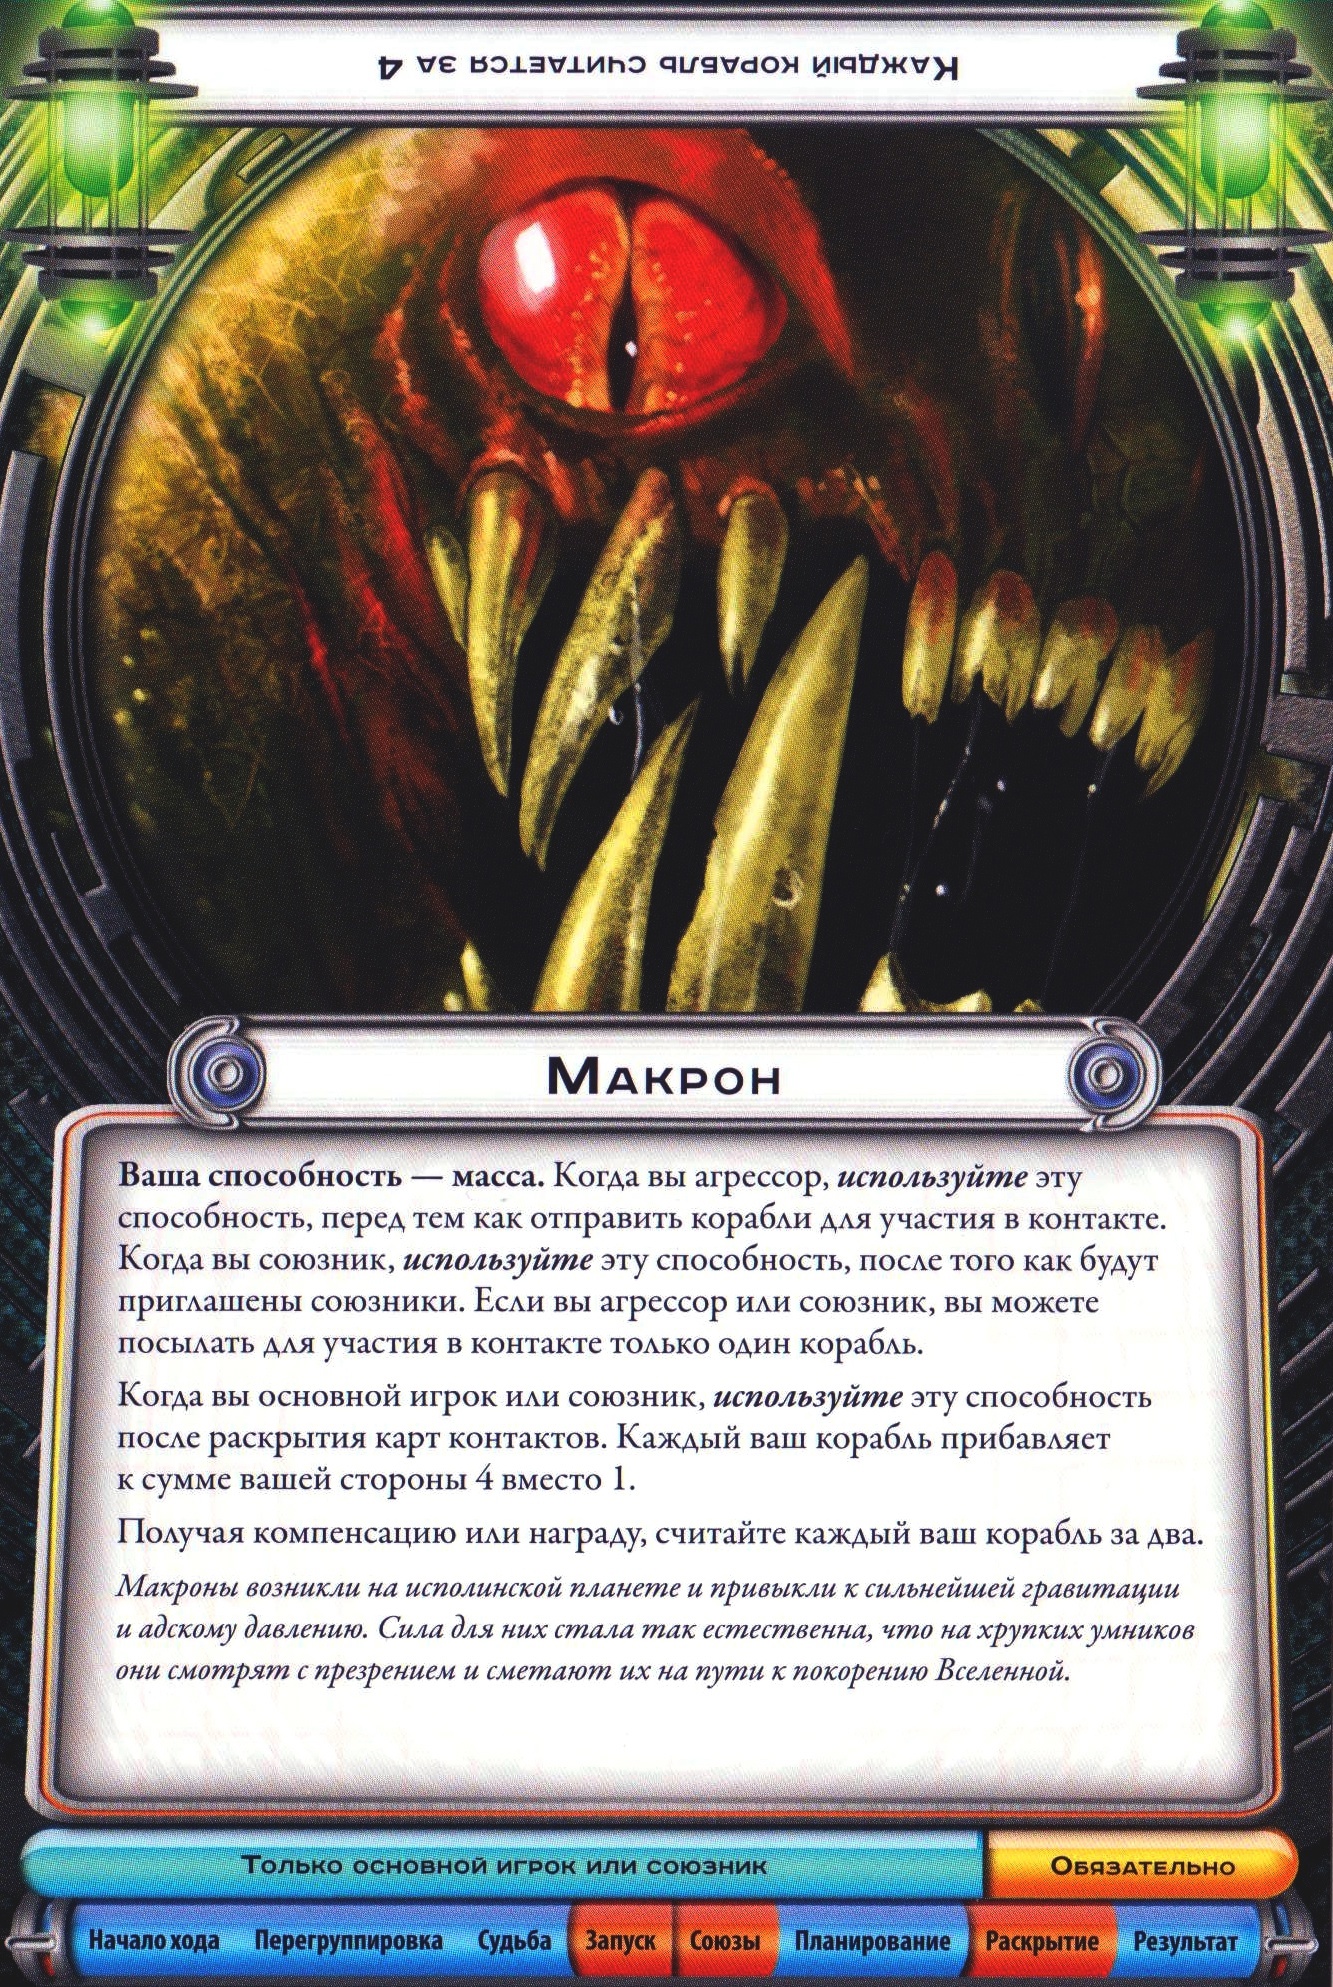 Каждый корабль считается за 4
Макрон
Ваша способность — масса. Когда вы агрессор, используйте эту
способность, перед тем как отправить корабли для участия в контакте.
Когда вы союзник, используйте эту способность, после того как будут
приглашены союзники. Если вы агрессор или союзник, вы можете
посылать для участия в контакте только один корабль.
Когда вы основной игрок или союзник, используйте эту способность
после раскрытия карт контактов. Каждый ваш корабль прибавляет
к сумме вашей стороны 4 вместо 1.
Получая компенсацию или награду, считайте каждый ваш корабль за два.
Макроны возникли на исполинской планете и привыкли к сильнейшей гравитации
и адскому давлению. Сила для них стала так естественна, что на хрупких умников
они смотрят с презрением и сметают их на пути к покорению Вселенной.
Только основной игрок или союзник Обязательно
Начало хода Перегруппировка Судьба Запуск Союзы Планирование Раскрытие Результат